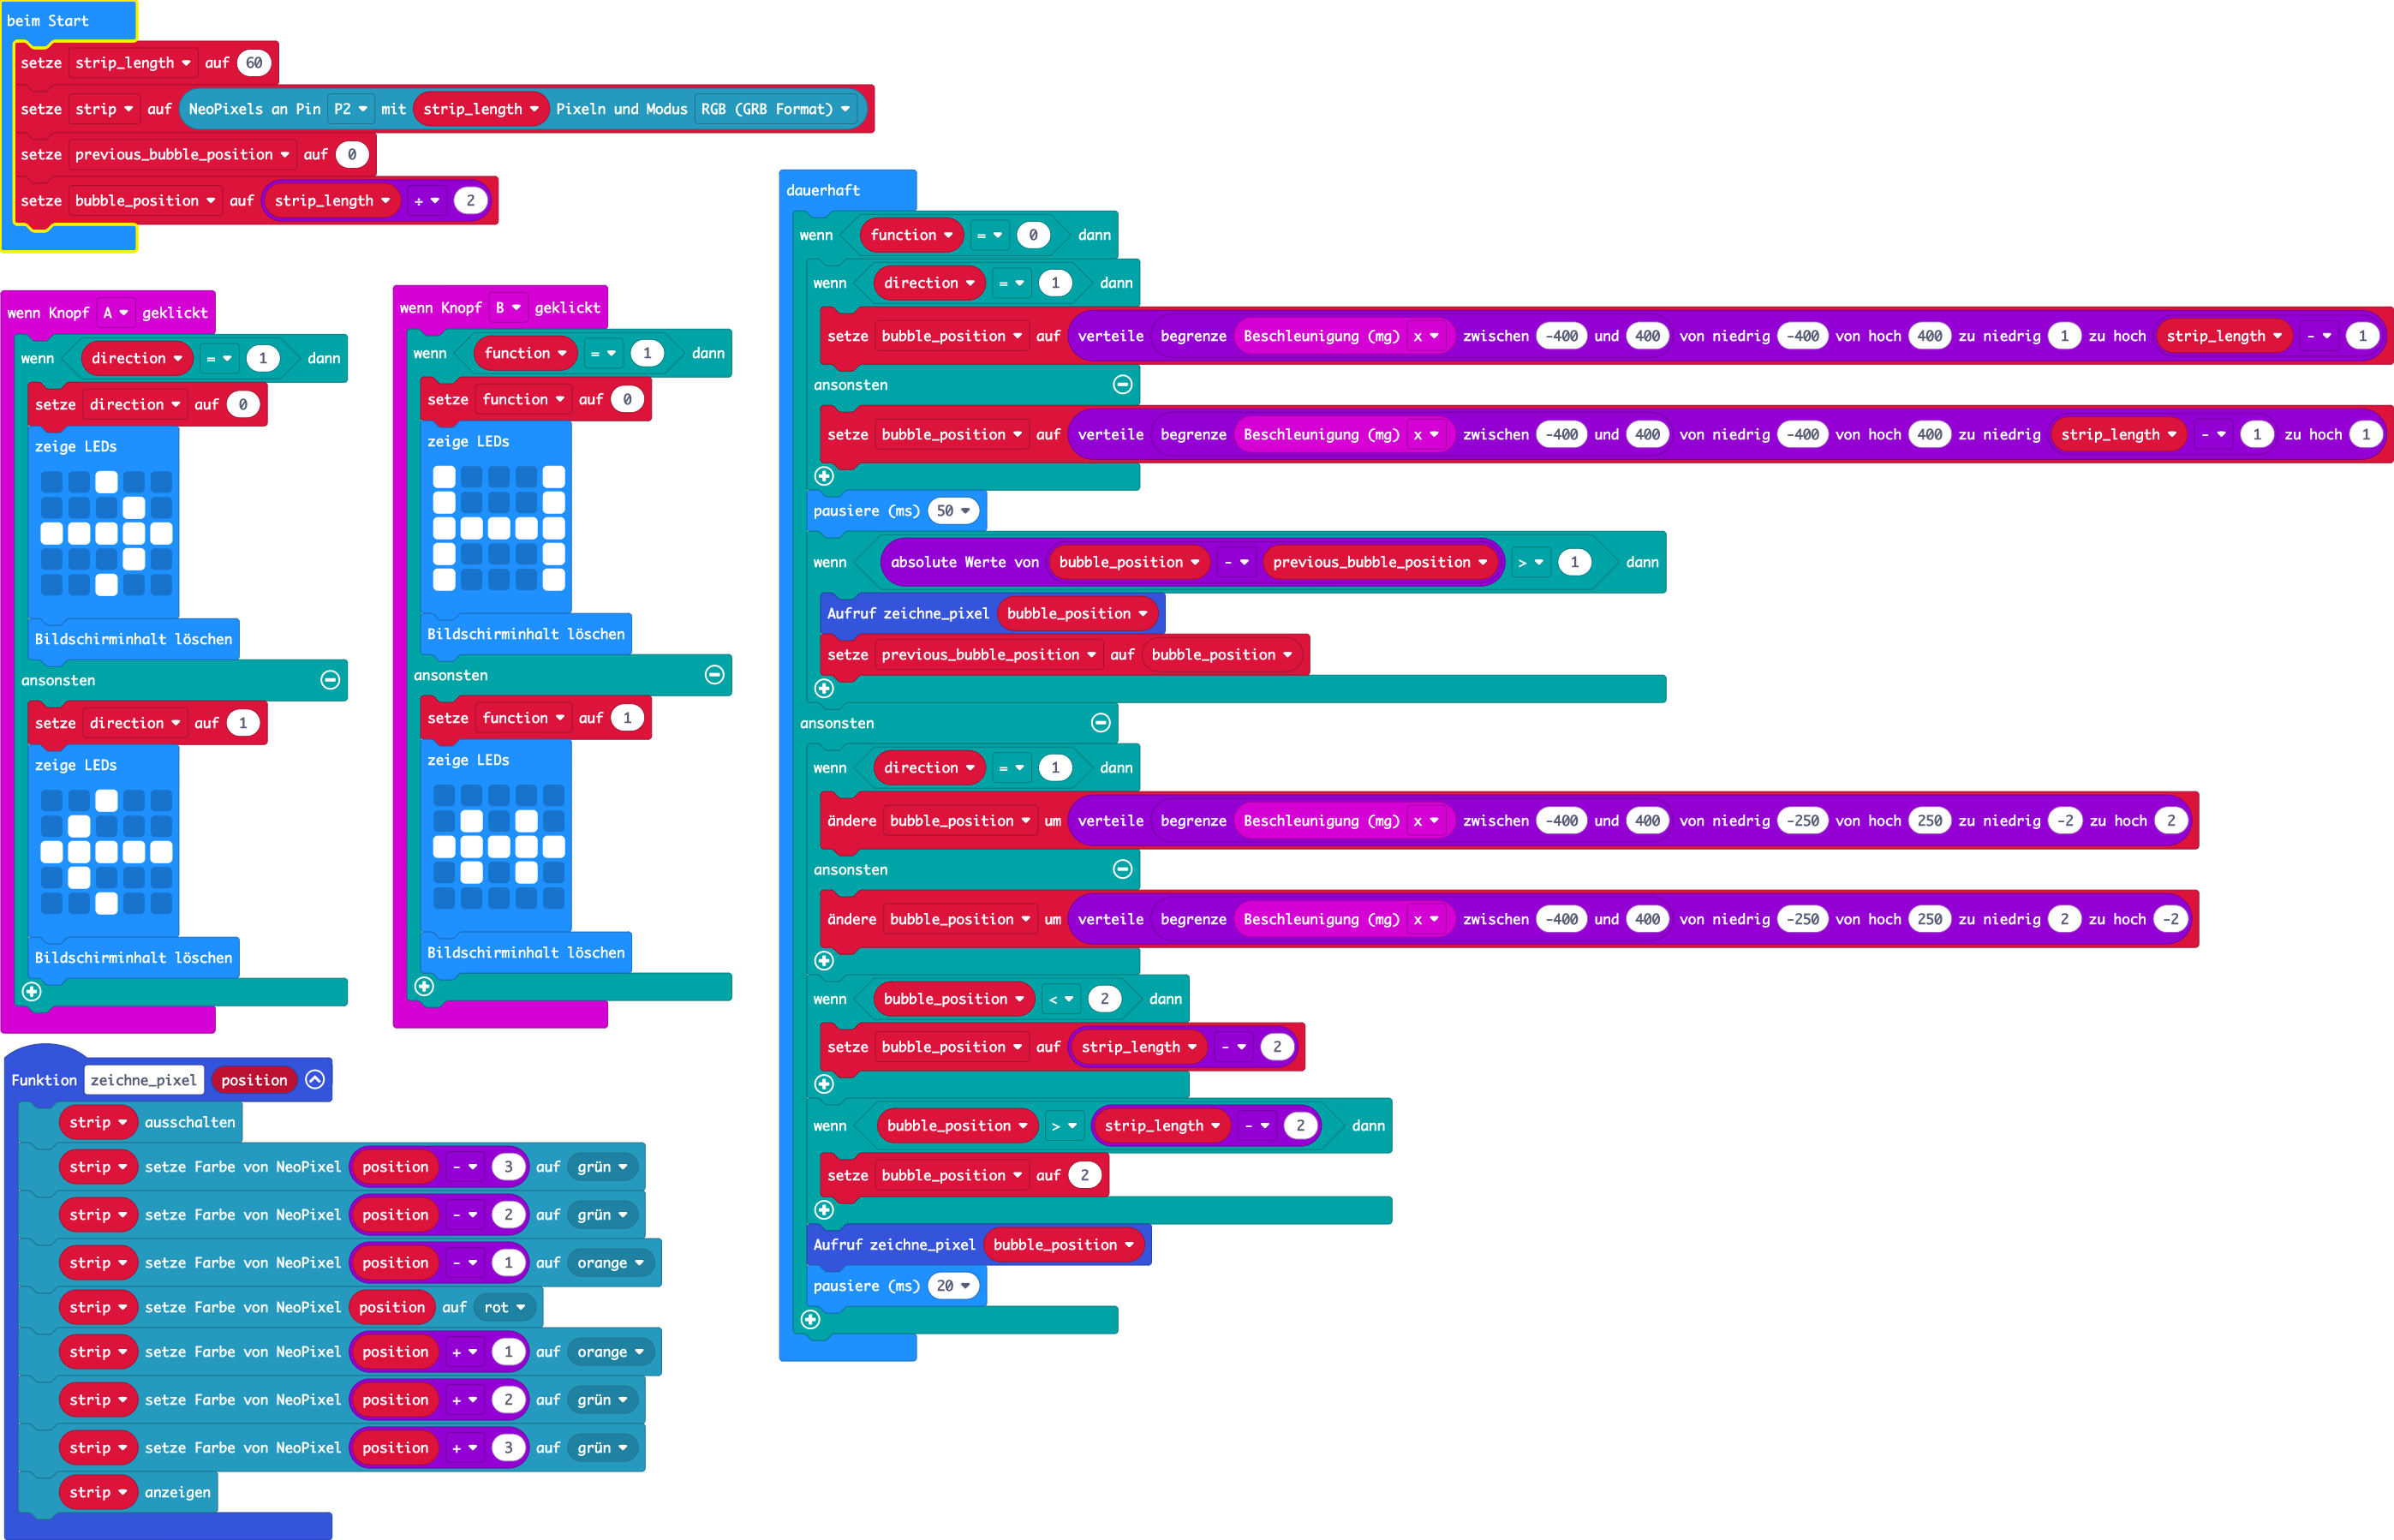 beim Start
setze strip_length auf 60
setze strip auf NeoPixels an Pin P2 mit strip_length Pixeln und Modus RGB (GRB Format)
setze previous_bubble_position auf 0
setze bubble_position auf strip_length ÷ 2
wenn Knopf A geklickt
wenn direction = 1 dann
setze direction auf 0
zeige LEDs
Bildschirminhalt löschen
ansonsten
setze direction auf 1
zeige LEDs
Bildschirminhalt löschen
wenn Knopf B geklickt
wenn function = 1 dann
setze function auf 0
zeige LEDs
Bildschirminhalt löschen
ansonsten
setze function auf 1
zeige LEDs
Bildschirminhalt löschen
Funktion zeichne_pixel position
strip ausschalten
strip setze Farbe von NeoPixel position - 3 auf grün
strip setze Farbe von NeoPixel position - 2 auf grün
strip setze Farbe von NeoPixel position - 1 auf orange
strip setze Farbe von NeoPixel position auf rot
strip setze Farbe von NeoPixel position + 1 auf orange
strip setze Farbe von NeoPixel position + 2 auf grün
strip setze Farbe von NeoPixel position + 3 auf grün
strip anzeigen
dauerhaft
wenn function = 0 dann
wenn direction = 1 dann
setze bubble_position auf verteile begrenze Beschleunigung (mg) x zwischen -400 und 400 von niedrig -400 von hoch 400 zu niedrig 1 zu hoch strip_length - 1
ansonsten
setze bubble_position auf verteile begrenze Beschleunigung (mg) x zwischen -400 und 400 von niedrig -400 von hoch 400 zu niedrig strip_length - 1 zu hoch 1
pausiere (ms) 50
wenn absolute Werte von bubble_position - previous_bubble_position > 1 dann
Aufruf zeichne_pixel bubble_position
setze previous_bubble_position auf bubble_position
ansonsten
wenn direction = 1 dann
ändere bubble_position um verteile begrenze Beschleunigung (mg) x zwischen -400 und 400 von niedrig -250 von hoch 250 zu niedrig -2 zu hoch 2
ansonsten
ändere bubble_position um verteile begrenze Beschleunigung (mg) x zwischen -400 und 400 von niedrig -250 von hoch 250 zu niedrig 2 zu hoch -2
wenn bubble_position < 2 dann
setze bubble_position auf strip_length - 2
wenn bubble_position > strip_length - 2 dann
setze bubble_position auf 2
Aufruf zeichne_pixel bubble_position
pausiere (ms) 20